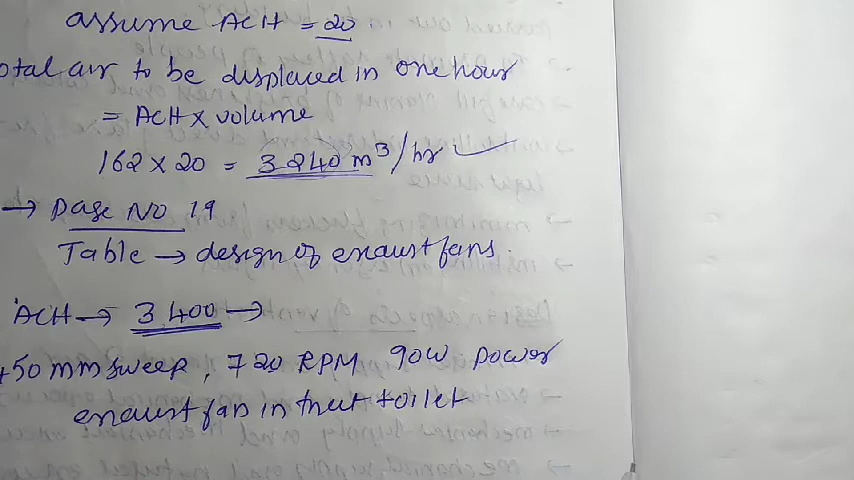 assume ACH = 20
otal air to be displaced in one hour
= ACH x volume
162 x 20 = 3240 m³/hr
→ Page No 19
Table → design of exaust fans.
ACH → 3400 →
50 mm sweep, 720 RPM 90W power
exaust fan in that toilet